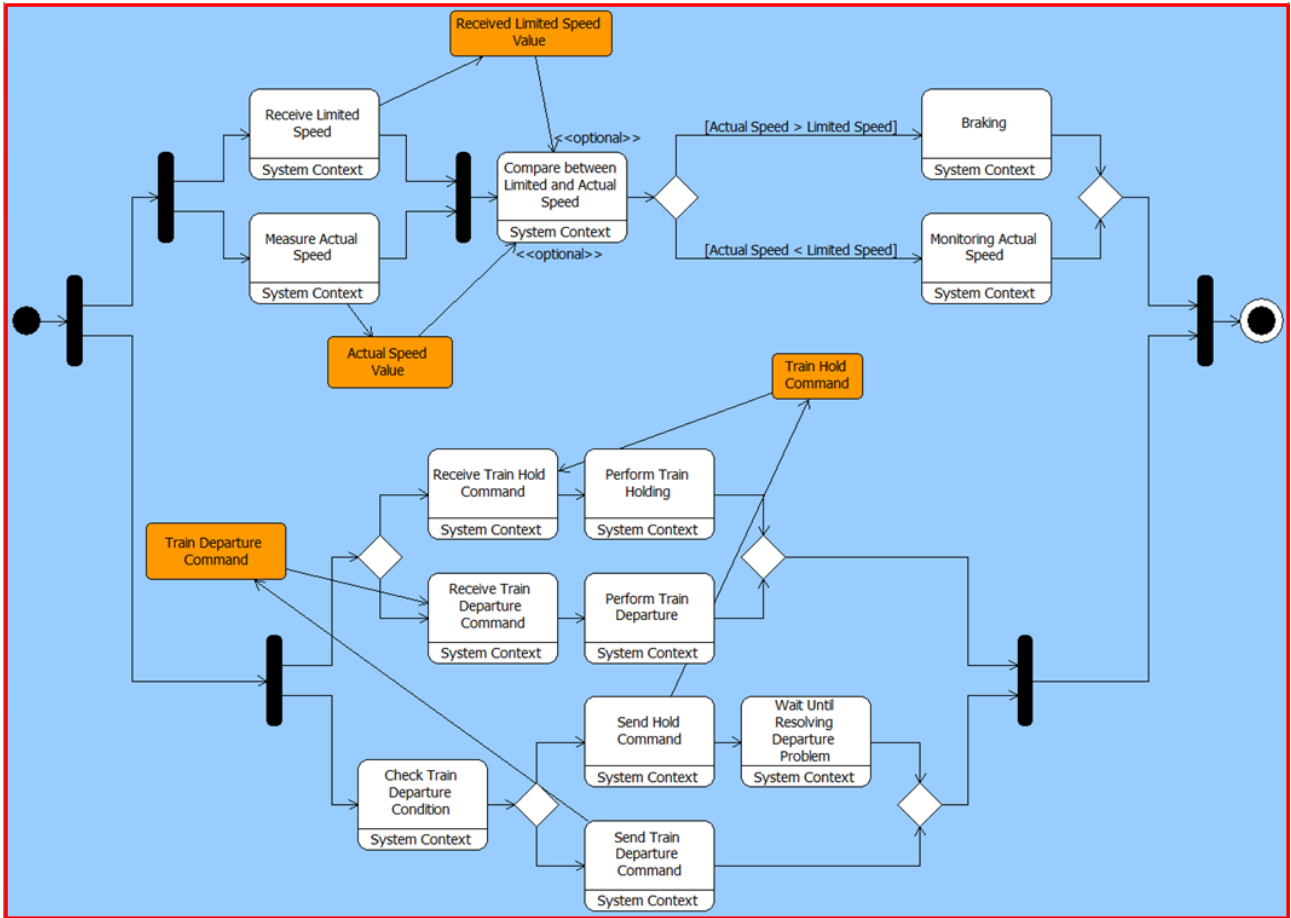 Received Limited Speed
Value
Receive Limited
Speed
System Context
<<optional>>
[Actual Speed > Limited Speed]
Braking
System Context
Compare between
Limited and Actual
Speed
System Context
<<optional>>
Measure Actual
Speed
System Context
[Actual Speed < Limited Speed]
Monitoring Actual
Speed
System Context
Actual Speed
Value
Train Hold
Command
Receive Train Hold
Command
System Context
Perform Train
Holding
System Context
Train Departure
Command
Receive Train
Departure
Command
System Context
Perform Train
Departure
System Context
Send Hold
Command
System Context
Wait Until
Resolving
Departure
Problem
System Context
Check Train
Departure
Condition
System Context
Send Train
Departure
Command
System Context